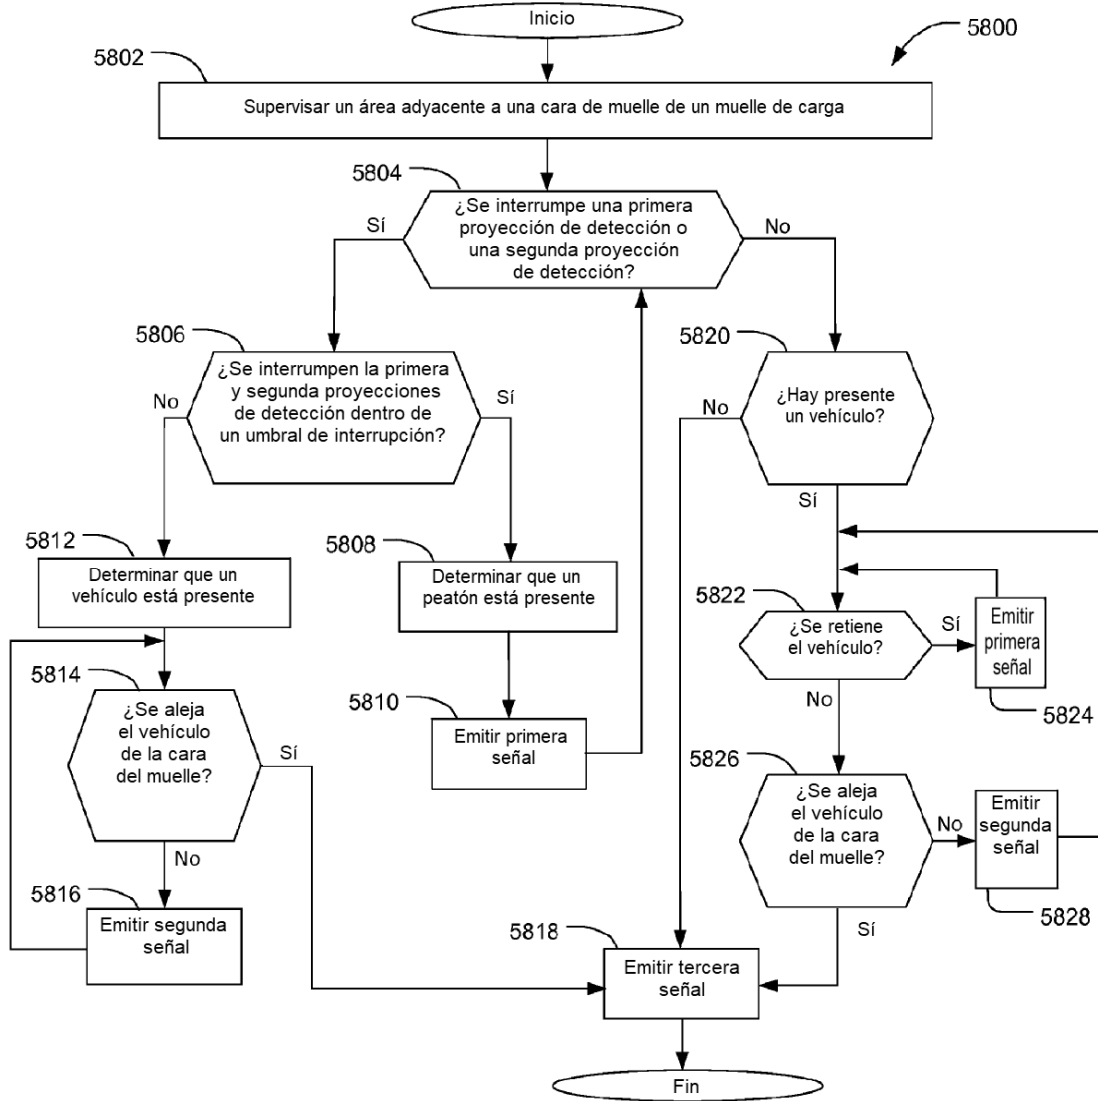 Inicio
5800
5802
Supervisar un área adyacente a una cara de muelle de un muelle de carga
5804
¿Se interrumpe una primera
proyección de detección o
una segunda proyección
de detección?
Sí
No
5806
¿Se interrumpen la primera
y segunda proyecciones
de detección dentro de
un umbral de interrupción?
No
Sí
5820
¿Hay presente
un vehículo?
No
Sí
5812
Determinar que un
vehículo está presente
5808
Determinar que un
peatón está presente
5822
¿Se retiene
el vehículo?
Sí
No
Emitir
primera
señal
5824
5814
¿Se aleja
el vehículo
de la cara
del muelle?
Sí
No
5810
Emitir primera
señal
5826
¿Se aleja
el vehículo
de la cara
del muelle?
No
Sí
Emitir
segunda
señal
5828
5816
Emitir segunda
señal
5818
Emitir tercera
señal
Fin